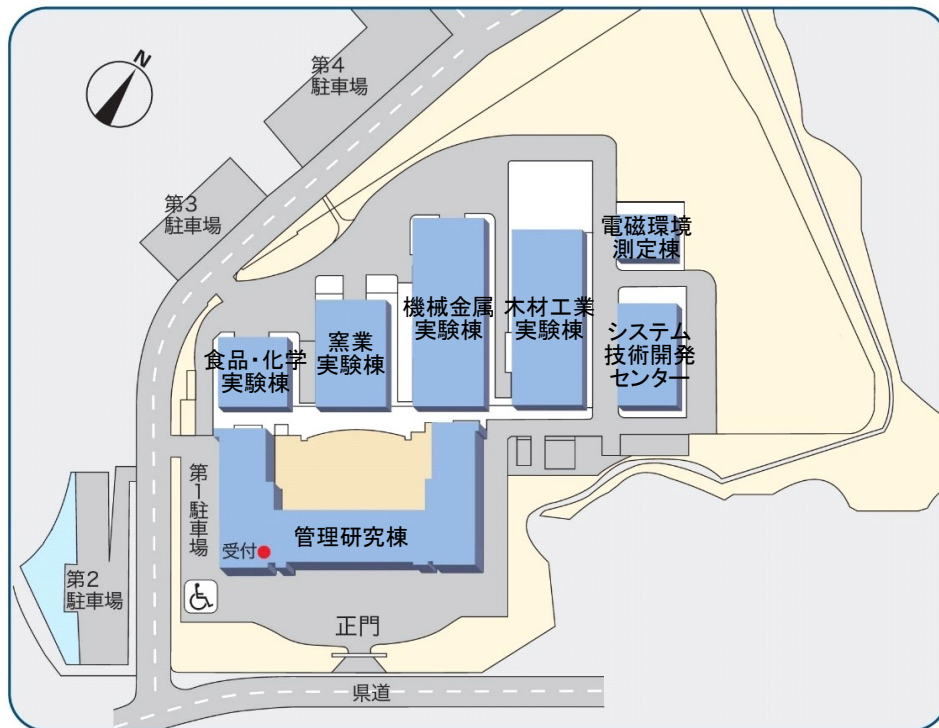 N
第4
駐車場
第3
駐車場
電磁環境
測定棟
機械金属
実験棟
木材工業
実験棟
窯業
実験棟
食品・化学
実験棟
システム
技術開発
センター
第1駐車場
管理研究棟
受付
第2
駐車場
正門
県道